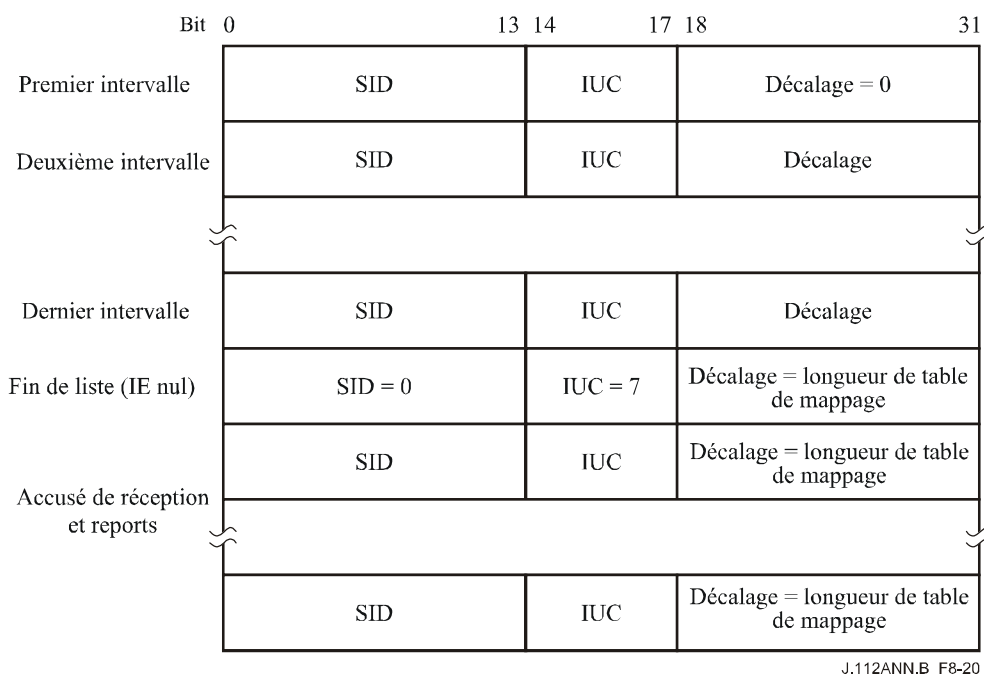 Bit 0 13 14 17 18 31
Premier intervalle SID IUC Décalage = 0
Deuxième intervalle SID IUC Décalage
Dernier intervalle SID IUC Décalage
Fin de liste (IE nul) SID = 0 IUC = 7 Décalage = longueur de table
de mappage
SID IUC Décalage = longueur de table
de mappage
Accusé de réception
et reports
SID IUC Décalage = longueur de table
de mappage
J.112ANN.B_F8-20